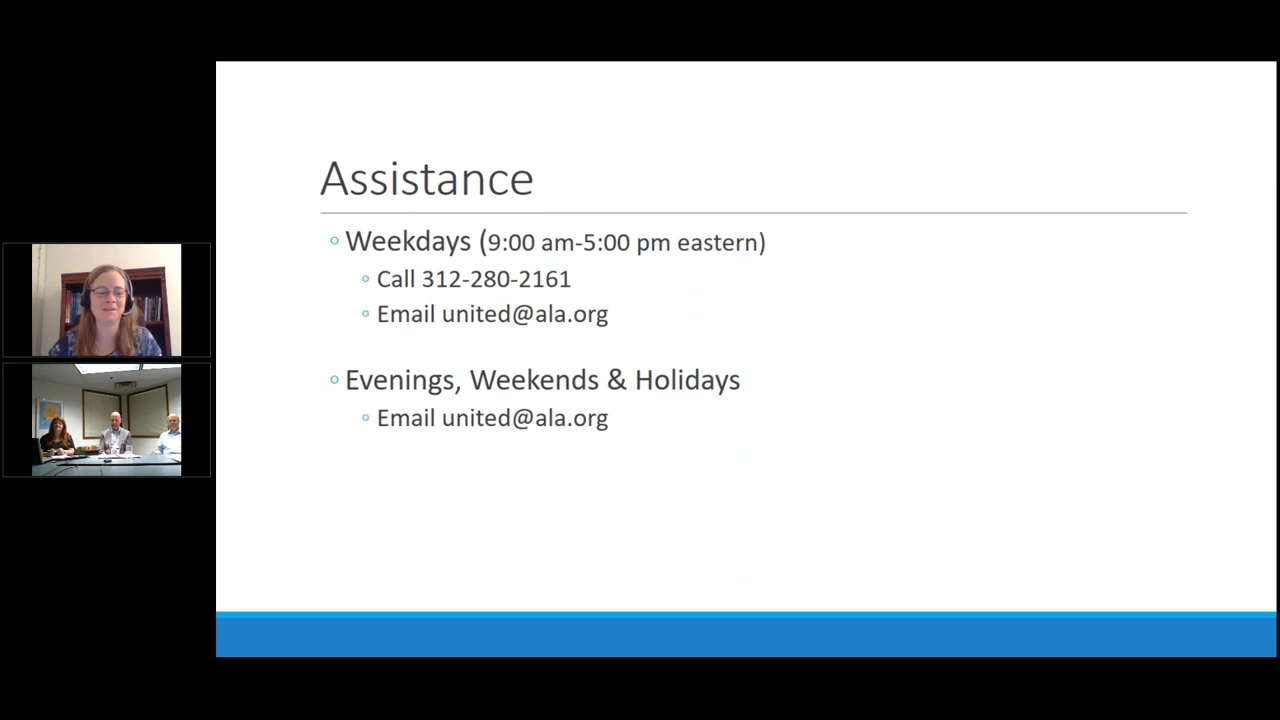 Assistance
Weekdays (9:00 am-5:00 pm eastern)
Call 312-280-2161
Email united@ala.org
Evenings, Weekends & Holidays
Email united@ala.org